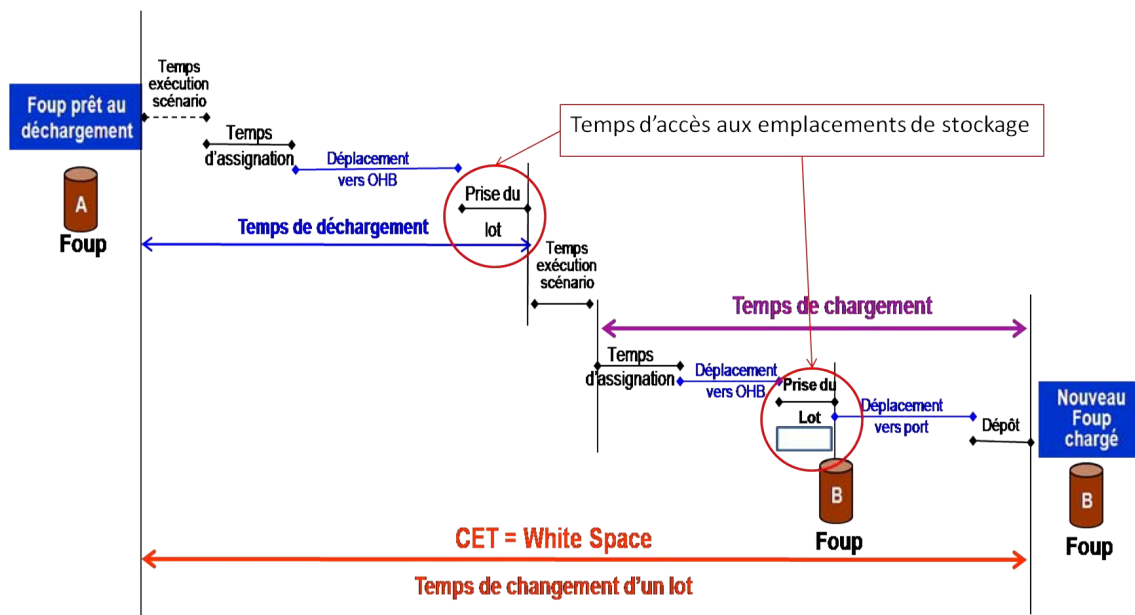 Temps
exécution
scénario
Foup prêt au
déchargement
Temps
d'assignation
Déplacement
vers OHB
Temps d'accès aux emplacements de stockage
A
Foup
Prise du
lot
Temps de déchargement
Temps
exécution
scénario
Temps de chargement
Temps
d'assignation
Déplacement
vers OHB
Prise du
Lot
Déplacement
vers port
Dépôt
Nouveau
Foup
chargé
B
Foup
B
Foup
CET = White Space
Temps de changement d'un lot